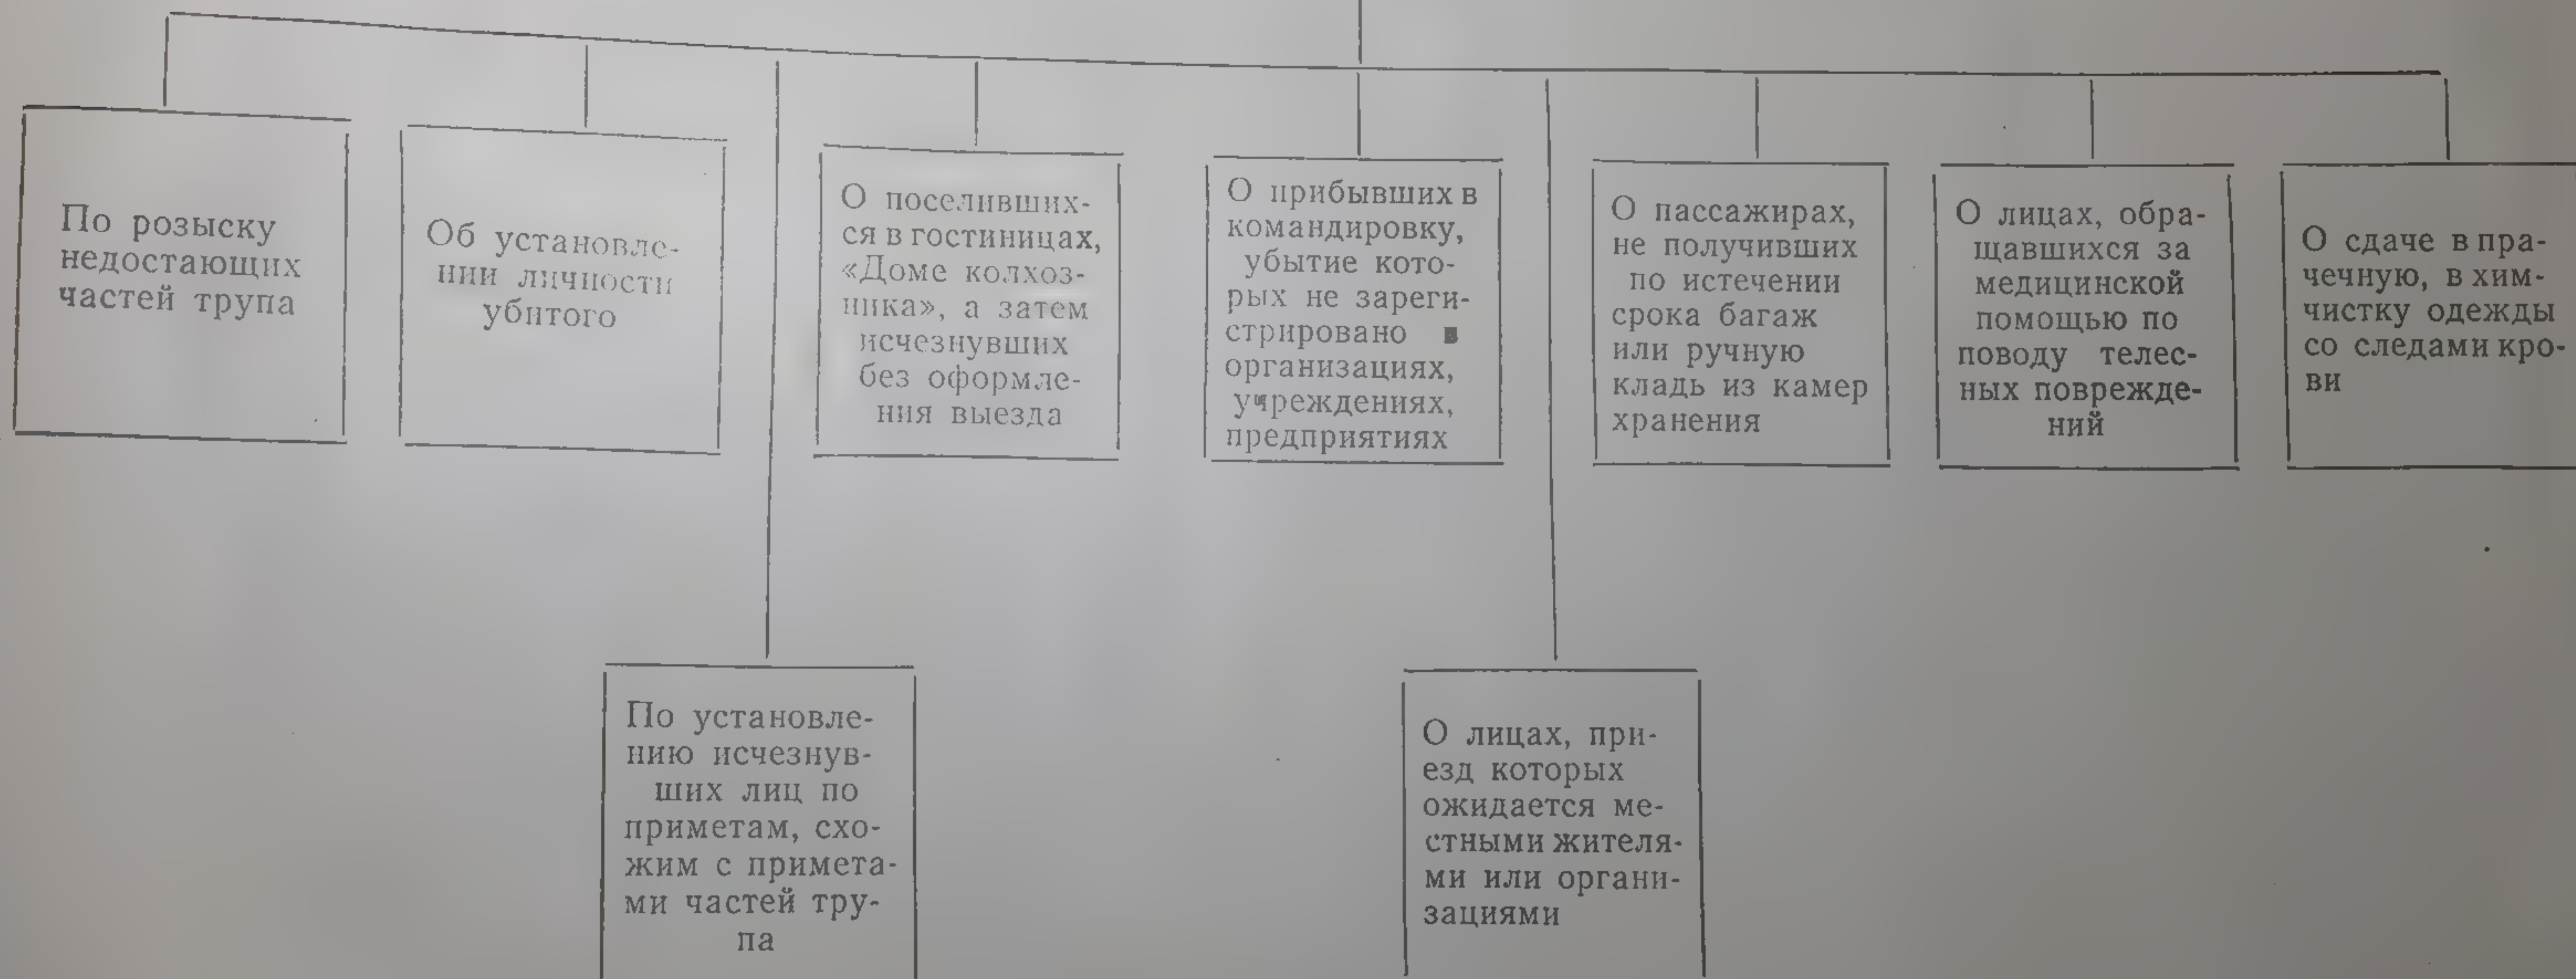 По розыску
недостающих
частей трупа
Об установле-
нии личности
убитого
О поселивших-
ся в гостиницах,
«Доме колхоз-
ника», а затем
исчезнувших
без оформле-
ния выезда
О прибывших в
командировку,
убытие кото-
рых не зареги-
стрировано в
организациях,
учреждениях,
предприятиях
О пассажирах,
не получивших
по истечении
срока багаж
или ручную
кладь из камер
хранения
О лицах, обра-
щавшихся за
медицинской
помощью по
поводу телес-
ных поврежде-
ний
О сдаче в пра-
чечную, в хим-
чистку одежды
со следами кро-
ви
По установле-
нию исчезнув-
ших лиц по
приметам, схо-
жим с примета-
ми частей тру-
па
О лицах, при-
езд которых
ожидается ме-
стными жителя-
ми или органи-
зациями